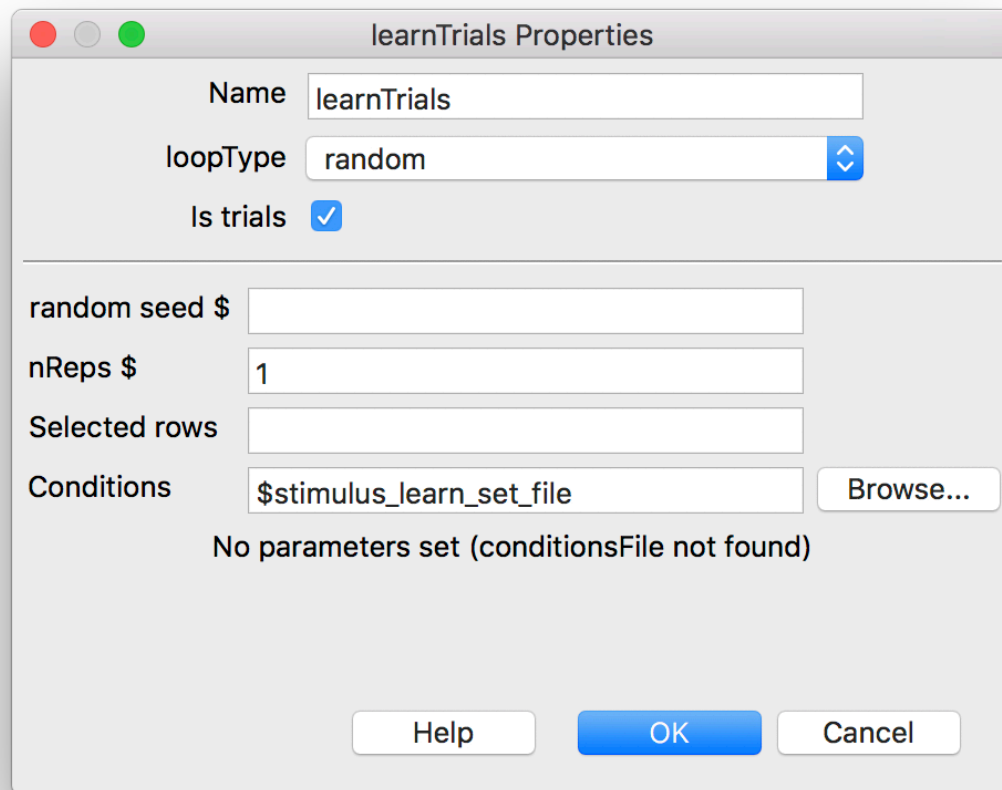 learnTrials Properties
Name learnTrials
loopType random
Is trials
random seed $
nReps $ 1
Selected rows
Conditions $stimulus_learn_set_file Browse...
No parameters set (conditionsFile not found)
Help OK Cancel